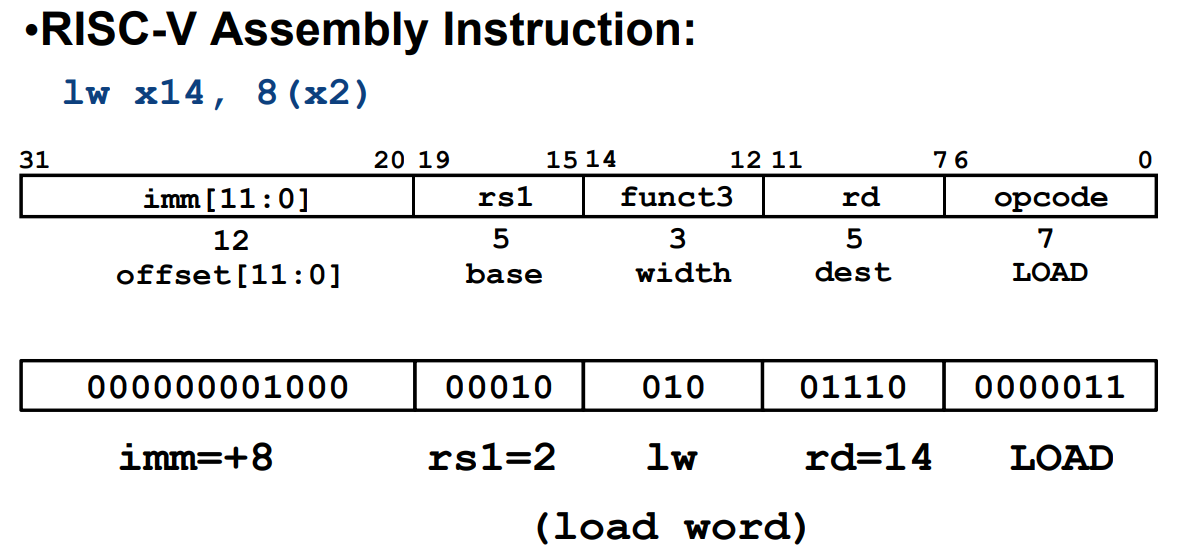 •RISC-V Assembly Instruction:
lw x14, 8(x2)
31 20 19 15 14 12 11 7 6 0
imm[11:0] rs1 funct3 rd opcode
12 5 3 5 7
offset[11:0] base width dest LOAD
000000001000 00010 010 01110 0000011
imm=+8 rs1=2 lw rd=14 LOAD
(load word)